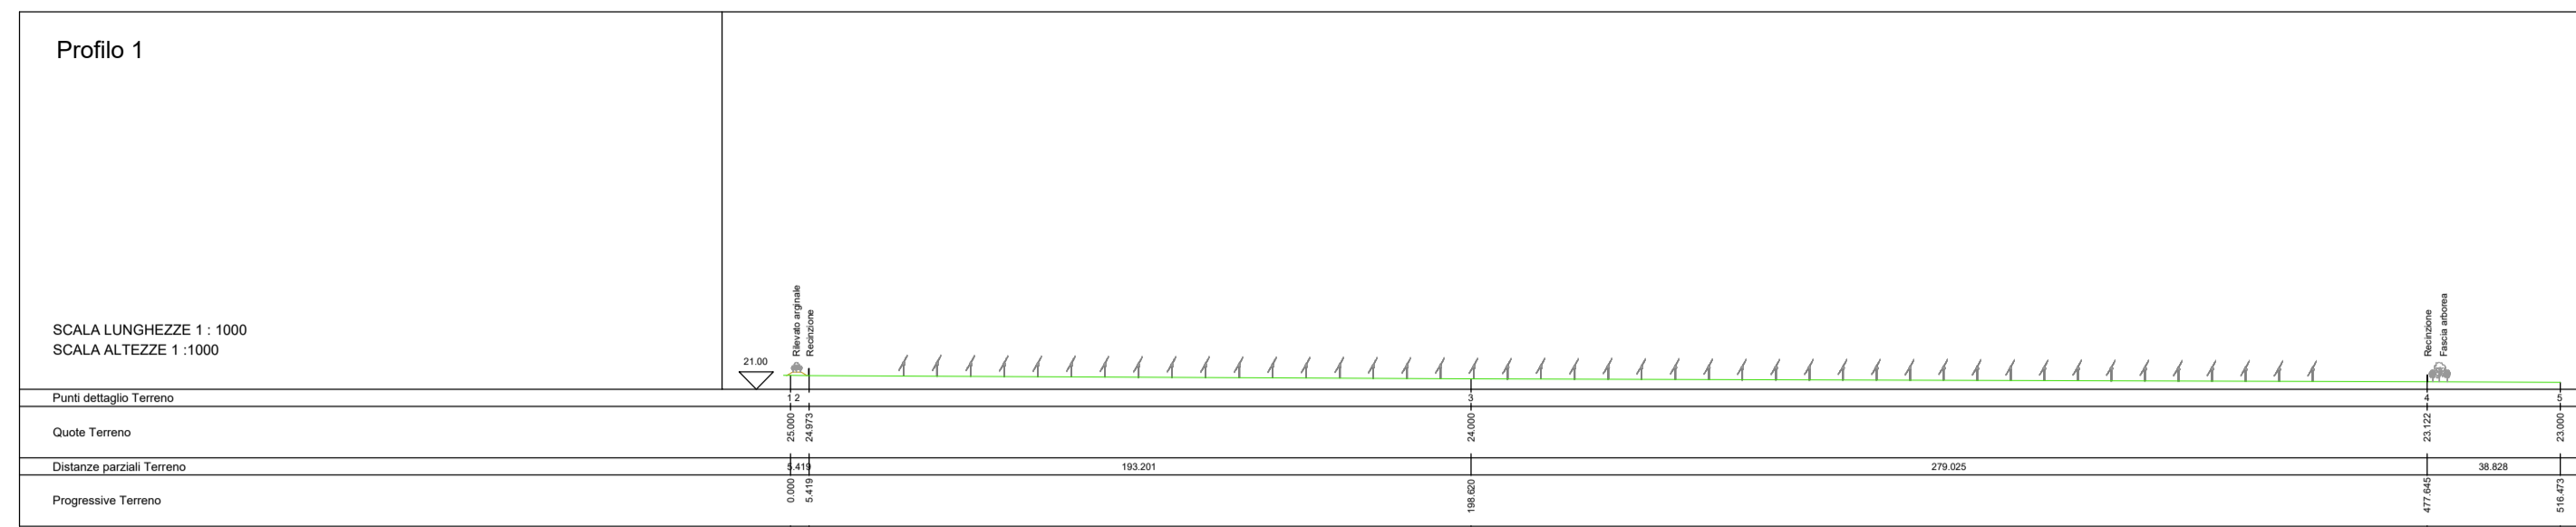 Profilo 1
SCALA LUNGHEZZE 1 : 1000
SCALA ALTEZZE 1 :1000
21.00
Rilevato arginale
Recinzione
Recinzione
Fascia arborea
Punti dettaglio Terreno
1 2 3 4 5
Quote Terreno
25.000 24.973 24.000 23.122 23.000
Distanze parziali Terreno
5.419 193.201 279.025 38.828
Progressive Terreno
0.000 5.419 198.620 477.645 516.473